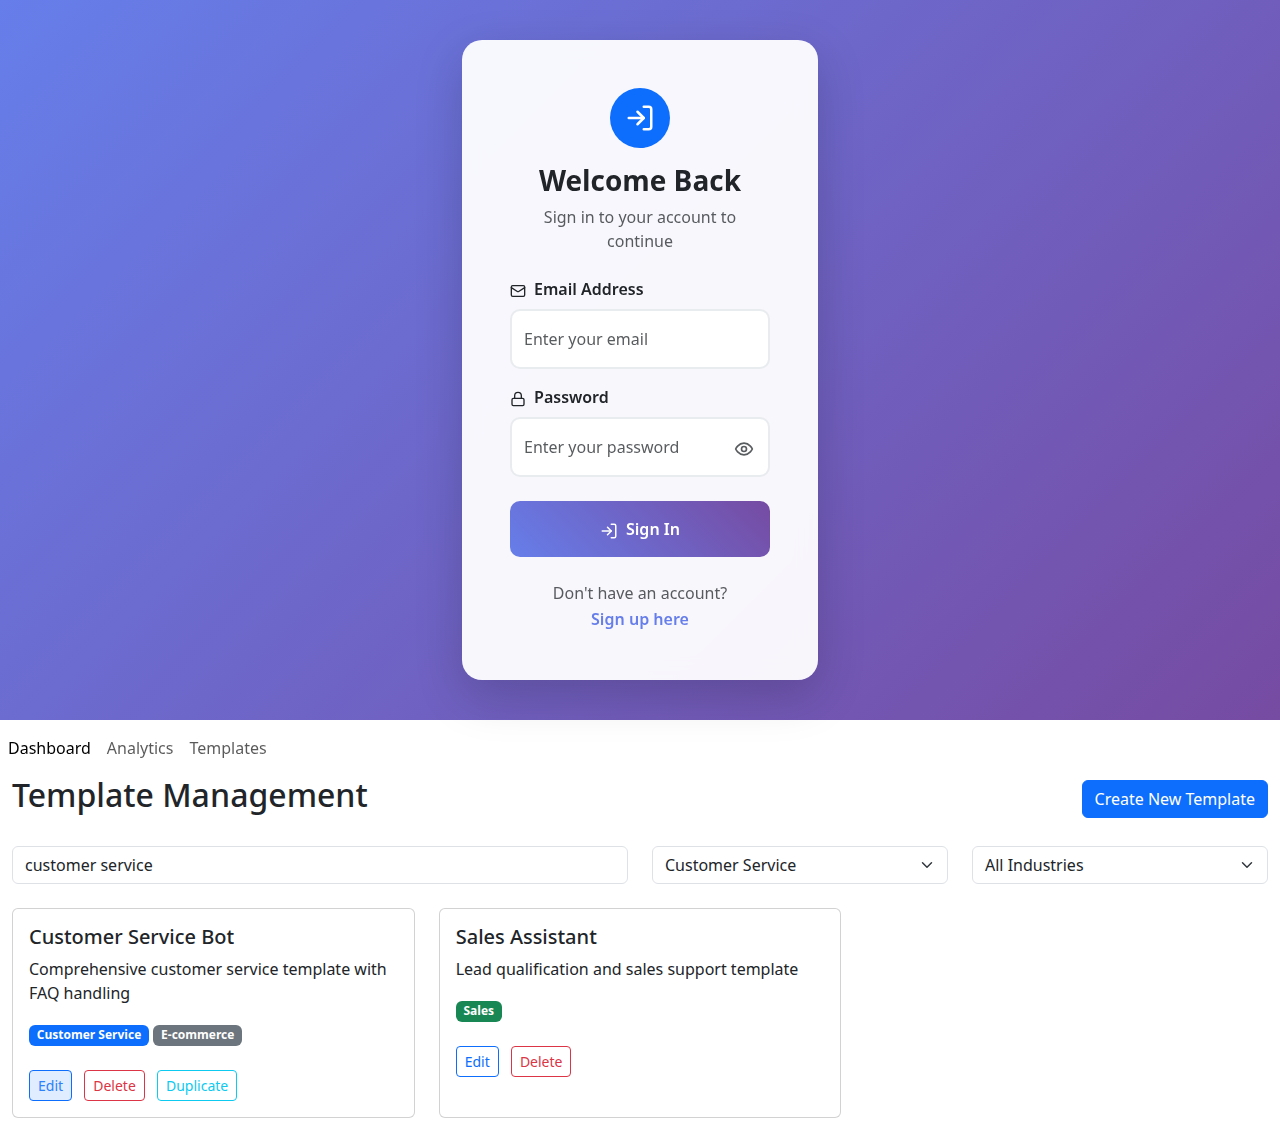 Welcome Back
Sign in to your account to
continue
Email Address
Enter your email
Password
Enter your password
Sign In
Don't have an account?
Sign up here
Dashboard Analytics Templates
Template Management
Create New Template
customer service
Customer Service
All Industries
Customer Service Bot
Comprehensive customer service template with
FAQ handling
Customer Service E-commerce
Edit Delete Duplicate
Sales Assistant
Lead qualification and sales support template
Sales
Edit Delete